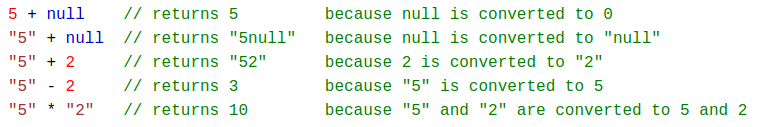 5 + null    // returns 5         because null is converted to 0
"5" + null  // returns "5null"   because null is converted to "null"
"5" + 2     // returns "52"      because 2 is converted to "2"
"5" - 2     // returns 3         because "5" is converted to 5
"5" * "2"   // returns 10        because "5" and "2" are converted to 5 and 2